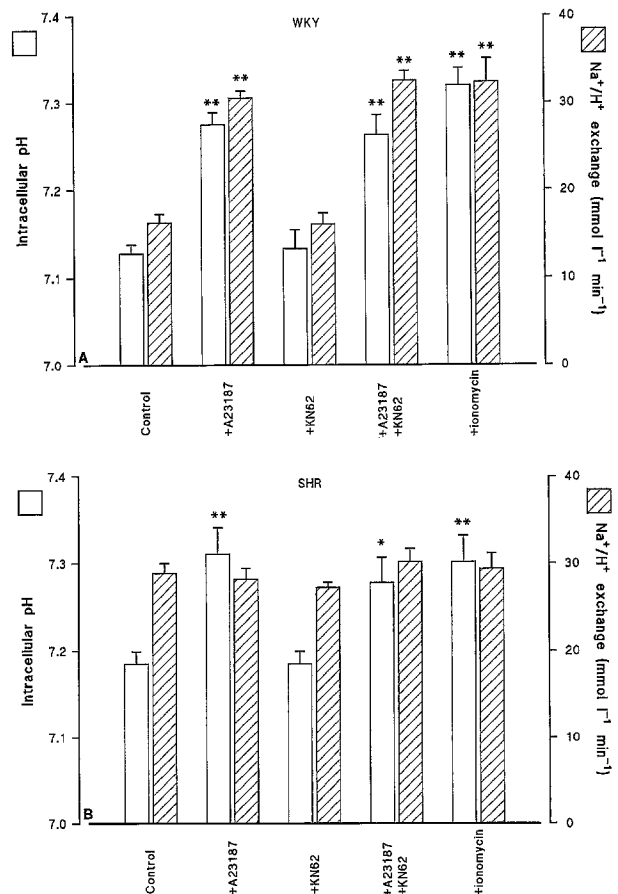 WKY
7.4
7.3
7.2
7.1
7.0
Intracellular pH
40
30
20
10
0
Na⁺/H⁺ exchange (mmol l⁻¹ min⁻¹)
**
**
**
**
**
**
A
Control
+A23187
+KN62
+A23187
+KN62
+ionomycin
SHR
7.4
7.3
7.2
7.1
7.0
Intracellular pH
40
30
20
10
0
Na⁺/H⁺ exchange (mmol l⁻¹ min⁻¹)
**
*
**
B
Control
+A23187
+KN62
+A23187
+KN62
+ionomycin